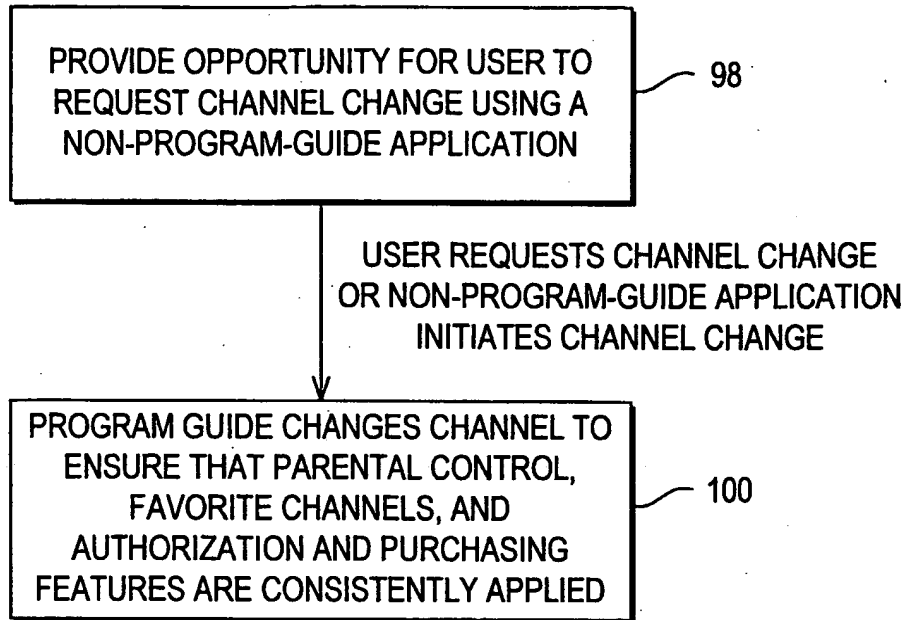 PROVIDE OPPORTUNITY FOR USER TO
REQUEST CHANNEL CHANGE USING A
NON-PROGRAM-GUIDE APPLICATION
98
USER REQUESTS CHANNEL CHANGE
OR NON-PROGRAM-GUIDE APPLICATION
INITIATES CHANNEL CHANGE
PROGRAM GUIDE CHANGES CHANNEL TO
ENSURE THAT PARENTAL CONTROL,
FAVORITE CHANNELS, AND
AUTHORIZATION AND PURCHASING
FEATURES ARE CONSISTENTLY APPLIED
100